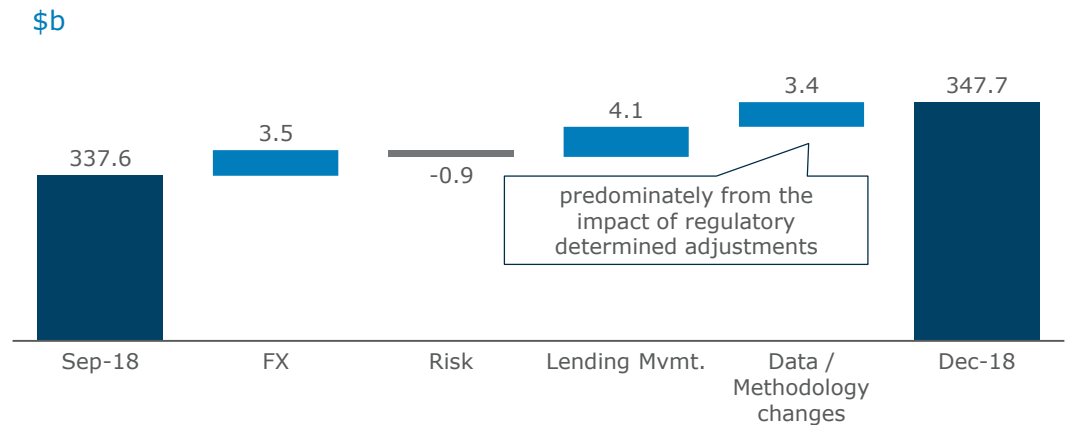 $b
337.6
3.5
-0.9
4.1
3.4
347.7
predominately from the
impact of regulatory
determined adjustments
Sep-18
FX
Risk
Lending Mvmt.
Data /
Methodology
changes
Dec-18